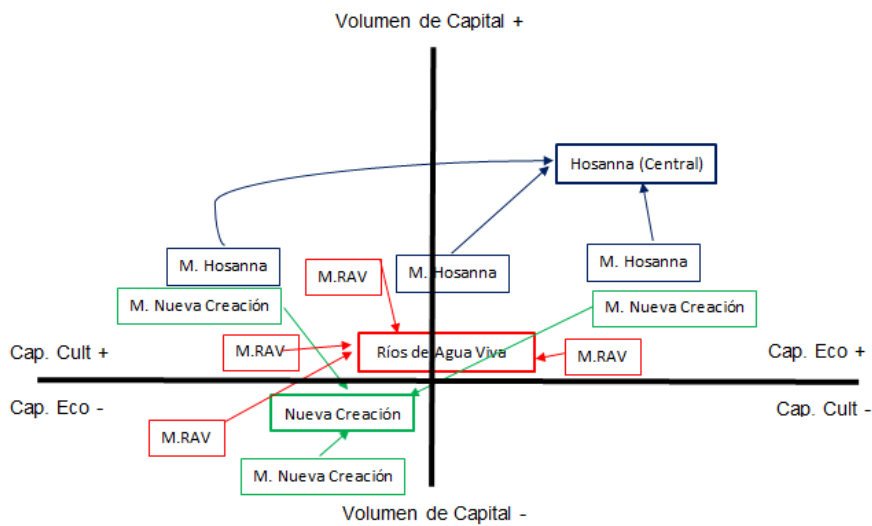 Volumen de Capital +
Hosanna (Central)
M. Hosanna
M. Hosanna
M. Hosanna
M.RAV
M. Nueva Creación
M. Nueva Creación
Cap. Cult +
M.RAV
Ríos de Agua Viva
M.RAV
Cap. Eco +
Cap. Eco -
Nueva Creación
Cap. Cult -
M.RAV
M. Nueva Creación
Volumen de Capital -